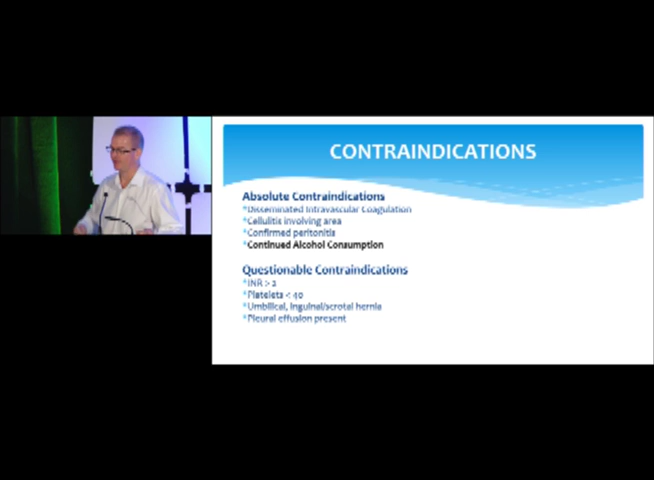 CONTRAINDICATIONS
Absolute Contraindications
*Disseminated Intravascular Coagulation
*Cellulitis involving area
*Confirmed peritonitis
*Continued Alcohol Consumption
Questionable Contraindications
*INR > 2
*Platelets < 40
*Umbilical, inguinal/scrotal hernia
*Pleural effusion present